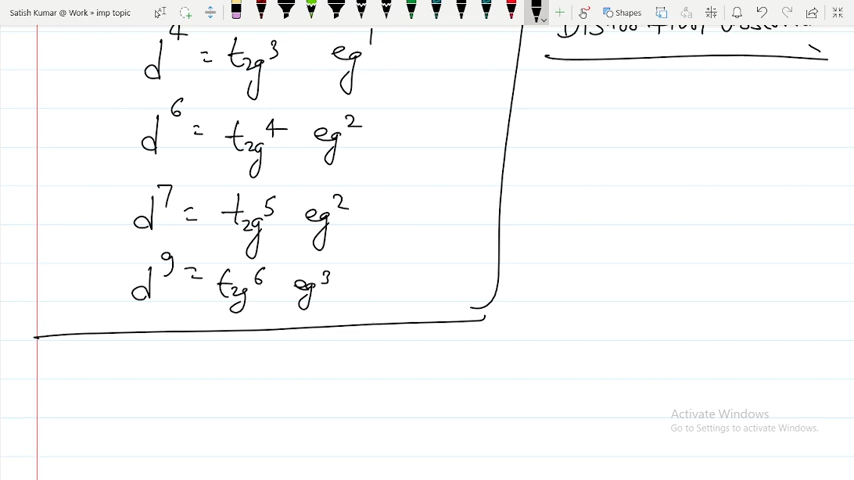 Satish Kumar @ Work » imp topic
Shapes
d⁴ = t₂g³ eg¹
d⁶ = t₂g⁴ eg²
d⁷ = t₂g⁵ eg²
d⁹ = t₂g⁶ eg³
Activate Windows
Go to Settings to activate Windows.